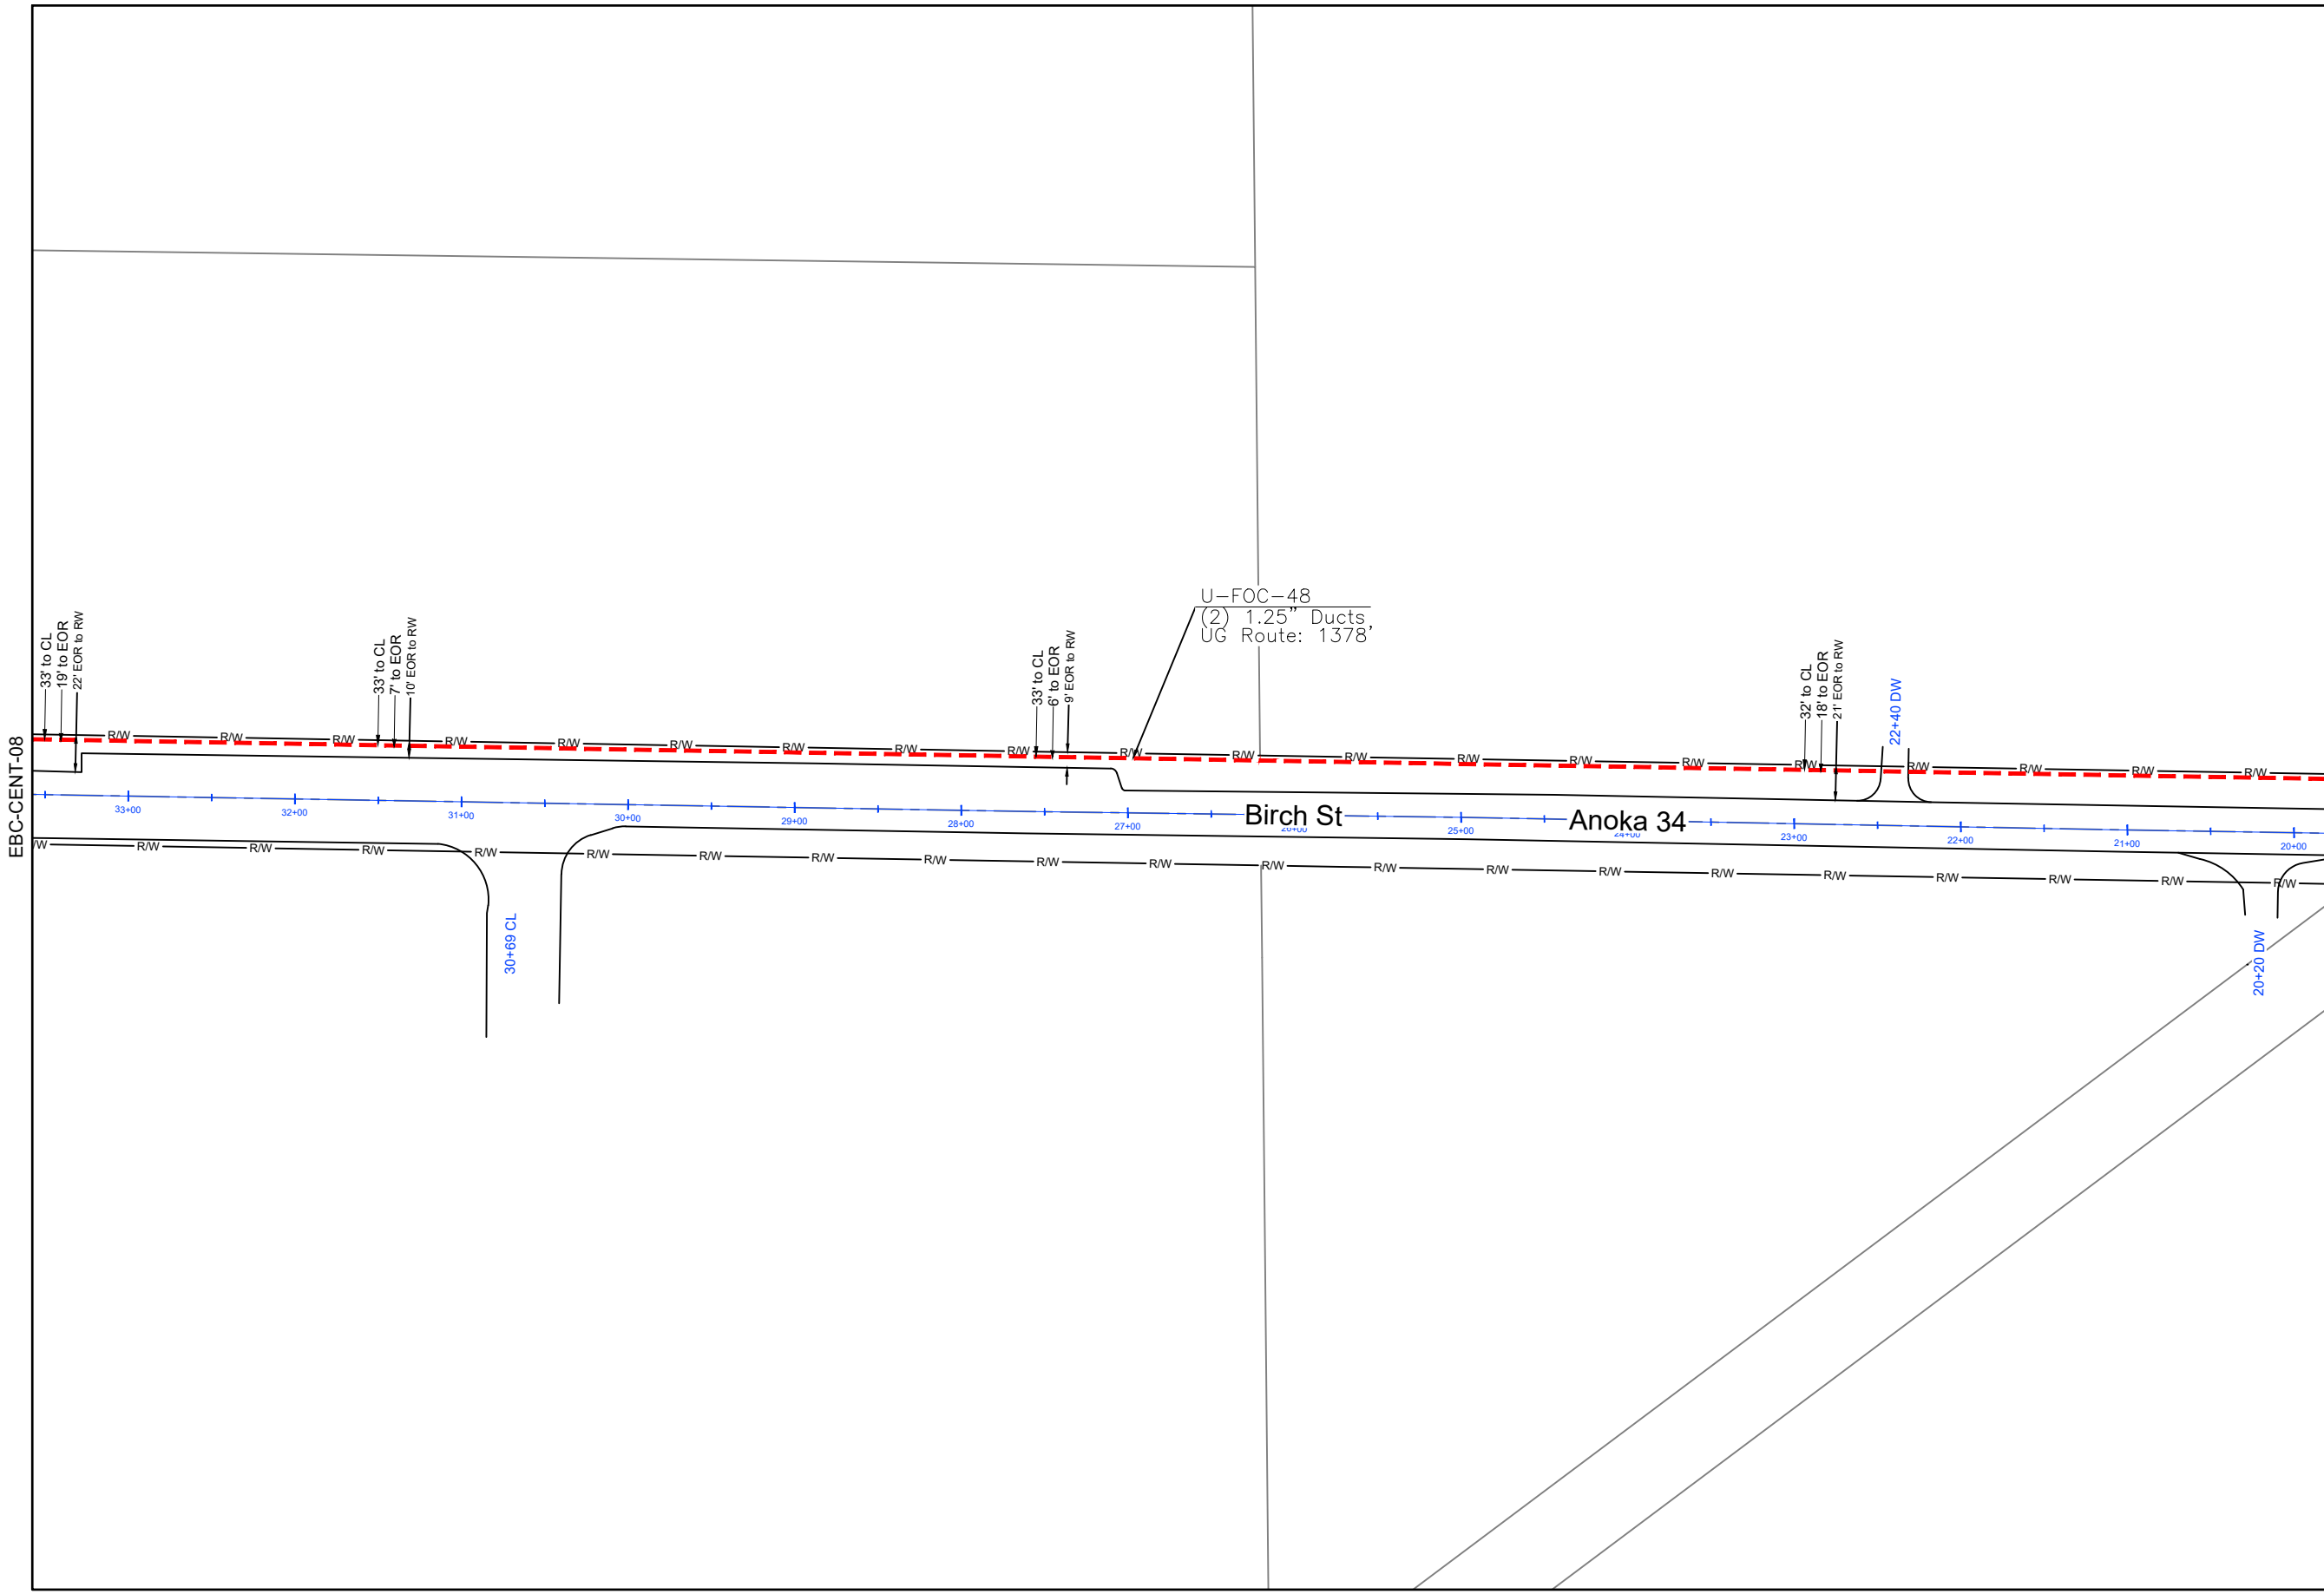 U-FOC-48
(2) 1.25" Ducts,
UG Route: 1378'
33' to CL
19' to EOR
22' EOR to RW
33' to CL
7' to EOR
10' EOR to RW
33' to CL
6' to EOR
9' EOR to RW
32' to CL
18' to EOR
21' EOR to RW
22+40 DW
EBC-CENT-08
R/W R/W R/W R/W R/W R/W R/W R/W R/W R/W R/W R/W R/W R/W R/W R/W R/W R/W R/W R/W
33+00 32+00 31+00 30+00 29+00 28+00 27+00 26+00 25+00 24+00 23+00 22+00 21+00 20+00
Birch St Anoka 34
/W R/W R/W R/W R/W R/W R/W R/W R/W R/W R/W R/W R/W R/W R/W R/W R/W R/W R/W R/W R/W
30+69 CL
20+20 DW